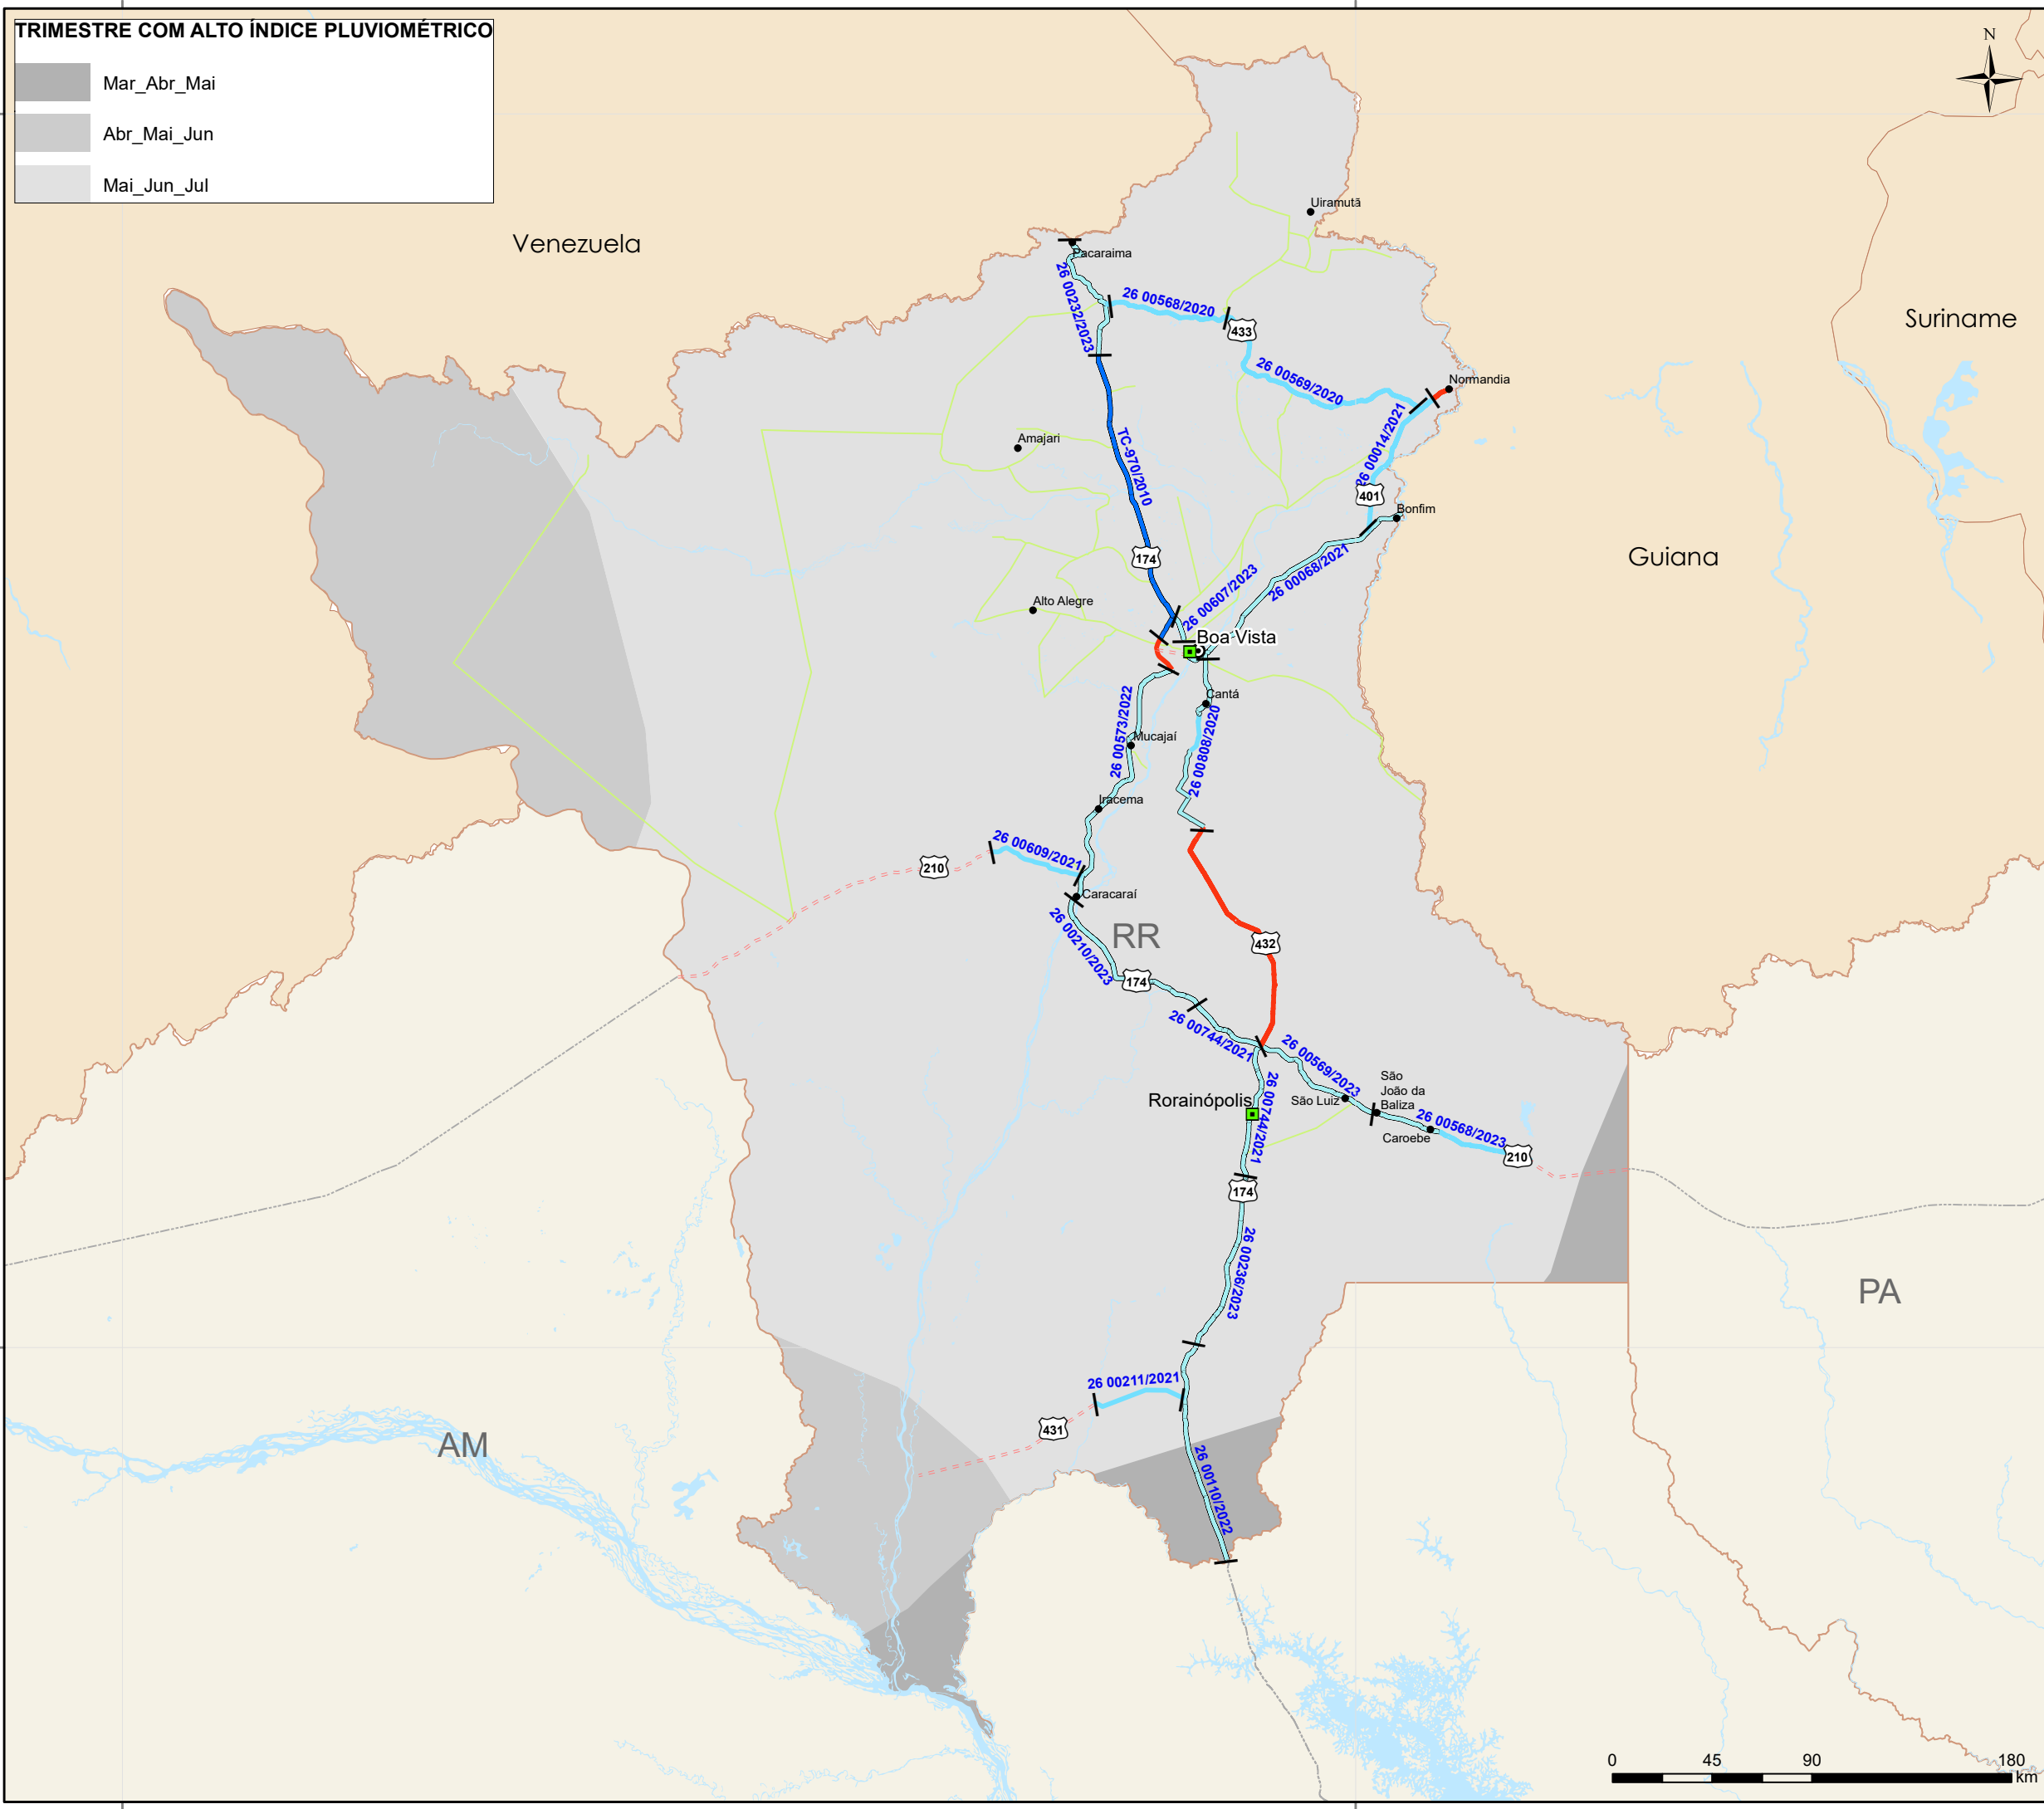 TRIMESTRE COM ALTO ÍNDICE PLUVIOMÉTRICO
Mar_Abr_Mai
Abr_Mai_Jun
Mai_Jun_Jul
N
Venezuela
Suriname
Guiana
Uiramutã
Pacaraima
26 00232/2023
26 00568/2020
433
26 00569/2020
Normandia
26 00014/2021
Amajari
TC-970/2010
401
Bonfim
174
26 00068/2021
26 00607/2023
Alto Alegre
Boa Vista
Cantá
26 00573/2022
26 00808/2020
Mucajaí
Iracema
26 00609/2021
210
Caracaraí
RR
432
26 00210/2023
174
26 00744/2021
26 00569/2023
São
João da
Baliza
São Luiz
Rorainópolis
26 00744/2021
26 00568/2023
Caroebe
210
174
26 00236/2023
PA
26 00211/2021
431
AM
26 00110/2022
0 45 90 180
km